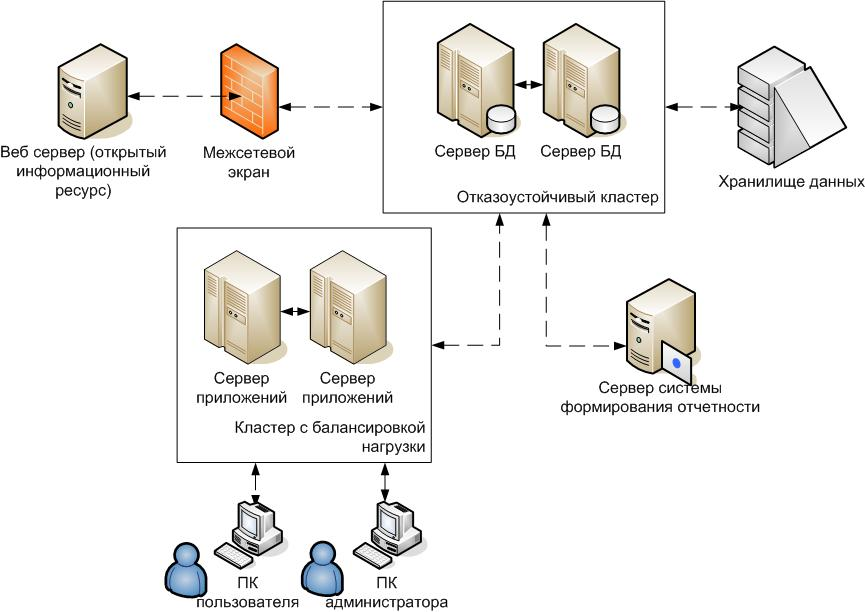 Веб сервер (открытый
информационный
ресурс)
Межсетевой
экран
Сервер БД
Сервер БД
Отказоустойчивый кластер
Хранилище данных
Сервер
приложений
Сервер
приложений
Кластер с балансировкой
нагрузки
Сервер системы
формирования отчетности
ПК
пользователя
ПК
администратора